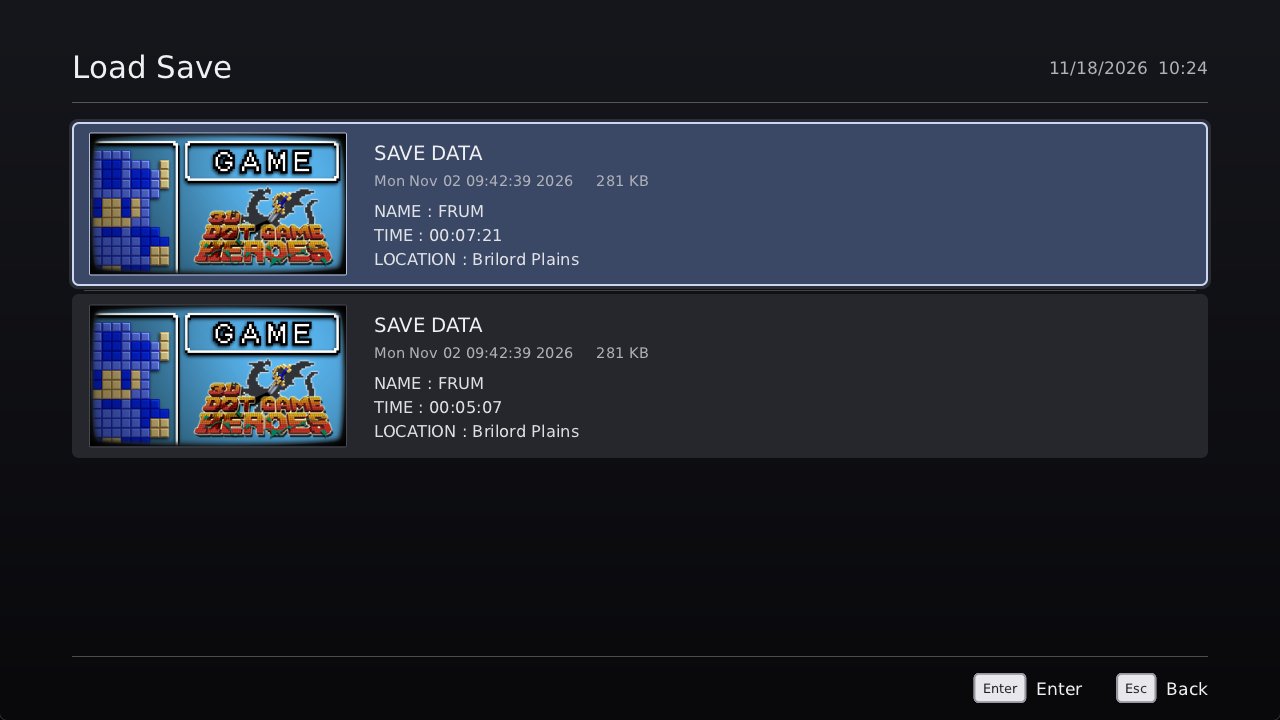 Load Save
11/18/2026 10:24
GAME
3D
DOT GAME
HEROES
SAVE DATA
Mon Nov 02 09:42:39 2026 281 KB
NAME : FRUM
TIME : 00:07:21
LOCATION : Brilord Plains
GAME
3D
DOT GAME
HEROES
SAVE DATA
Mon Nov 02 09:42:39 2026 281 KB
NAME : FRUM
TIME : 00:05:07
LOCATION : Brilord Plains
Enter Enter Esc Back